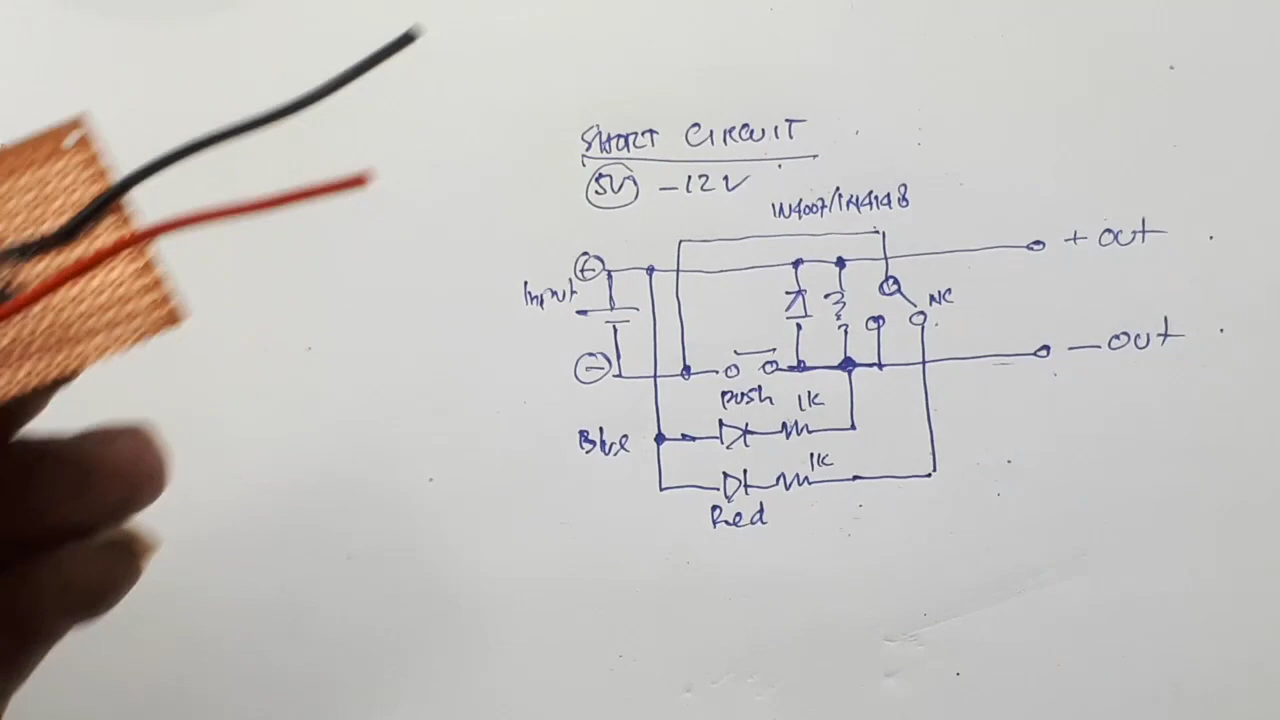 SHORT CIRCUIT
5V - 12V
1N4007/1N4148
+ out
Input
+
NC
-
- out
push
1K
Blue
1K
Red